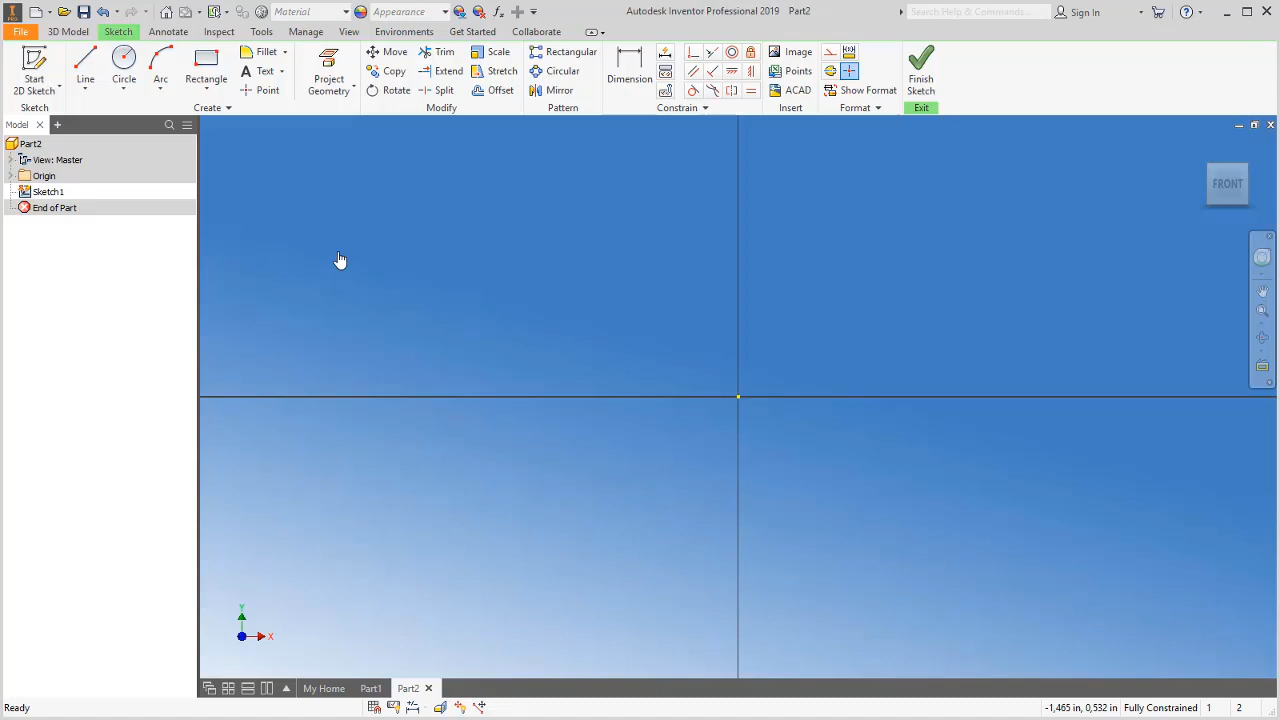 PRO
Material
Appearance
Autodesk Inventor Professional 2019 Part2
Search Help & Commands...
Sign In
File
3D Model
Sketch
Annotate
Inspect
Tools
Manage
View
Environments
Get Started
Collaborate
Start
2D Sketch
Line
Circle
Arc
Rectangle
Fillet
Text
Point
Project
Geometry
Move
Copy
Rotate
Trim
Extend
Split
Scale
Stretch
Offset
Rectangular
Circular
Mirror
Dimension
Image
Points
ACAD
Show Format
Finish
Sketch
Sketch
Create
Modify
Pattern
Constrain
Insert
Format
Exit
Model
Part2
View: Master
Origin
Sketch1
End of Part
FRONT
Y
X
My Home
Part1
Part2
Ready
-1,465 in, 0,532 in
Fully Constrained
1
2